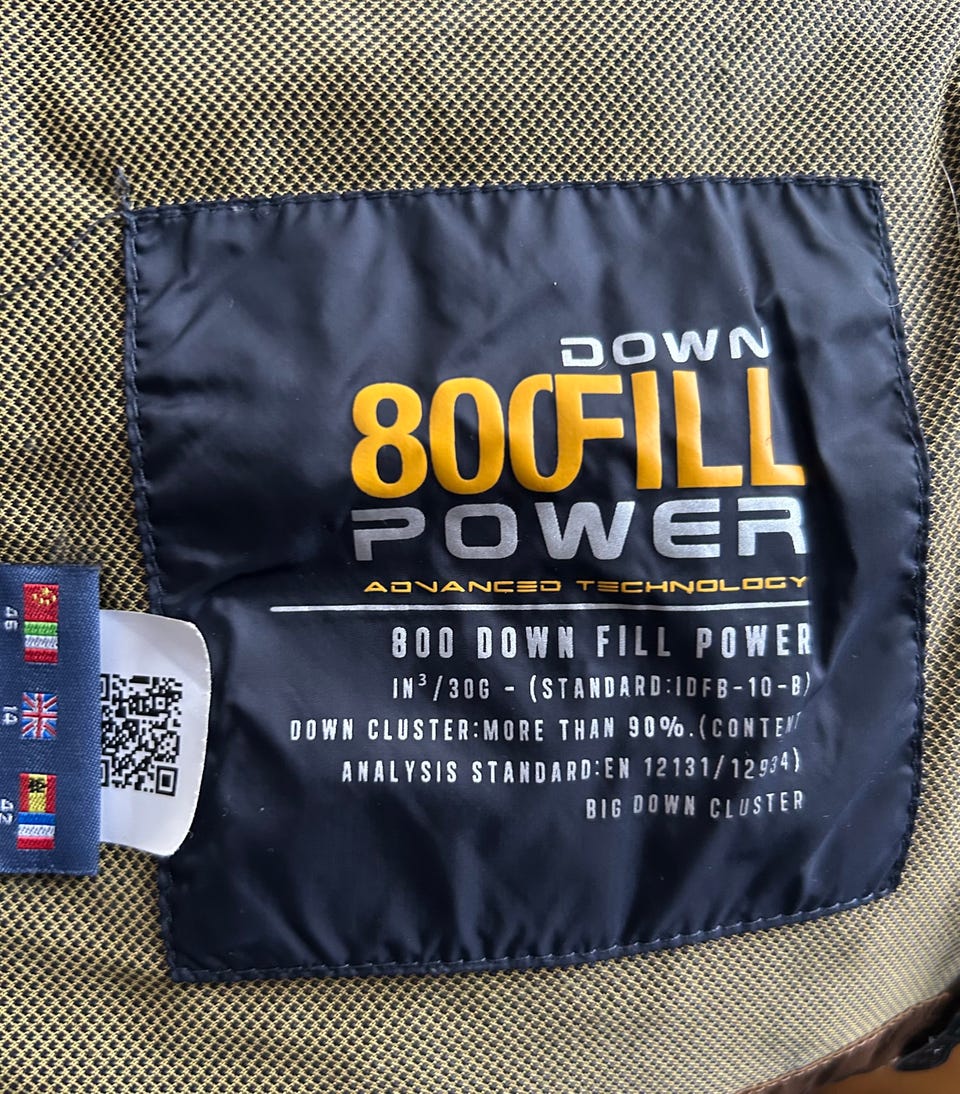 DOWN
800FILL
POWER
ADVANCED TECHNOLOGY
800 DOWN FILL POWER
IN³/30G - (STANDARD:IDFB-10-B)
DOWN CLUSTER:MORE THAN 90%.(CONTENT
ANALYSIS STANDARD:EN 12131/12934)
BIG DOWN CLUSTER
46
14
42